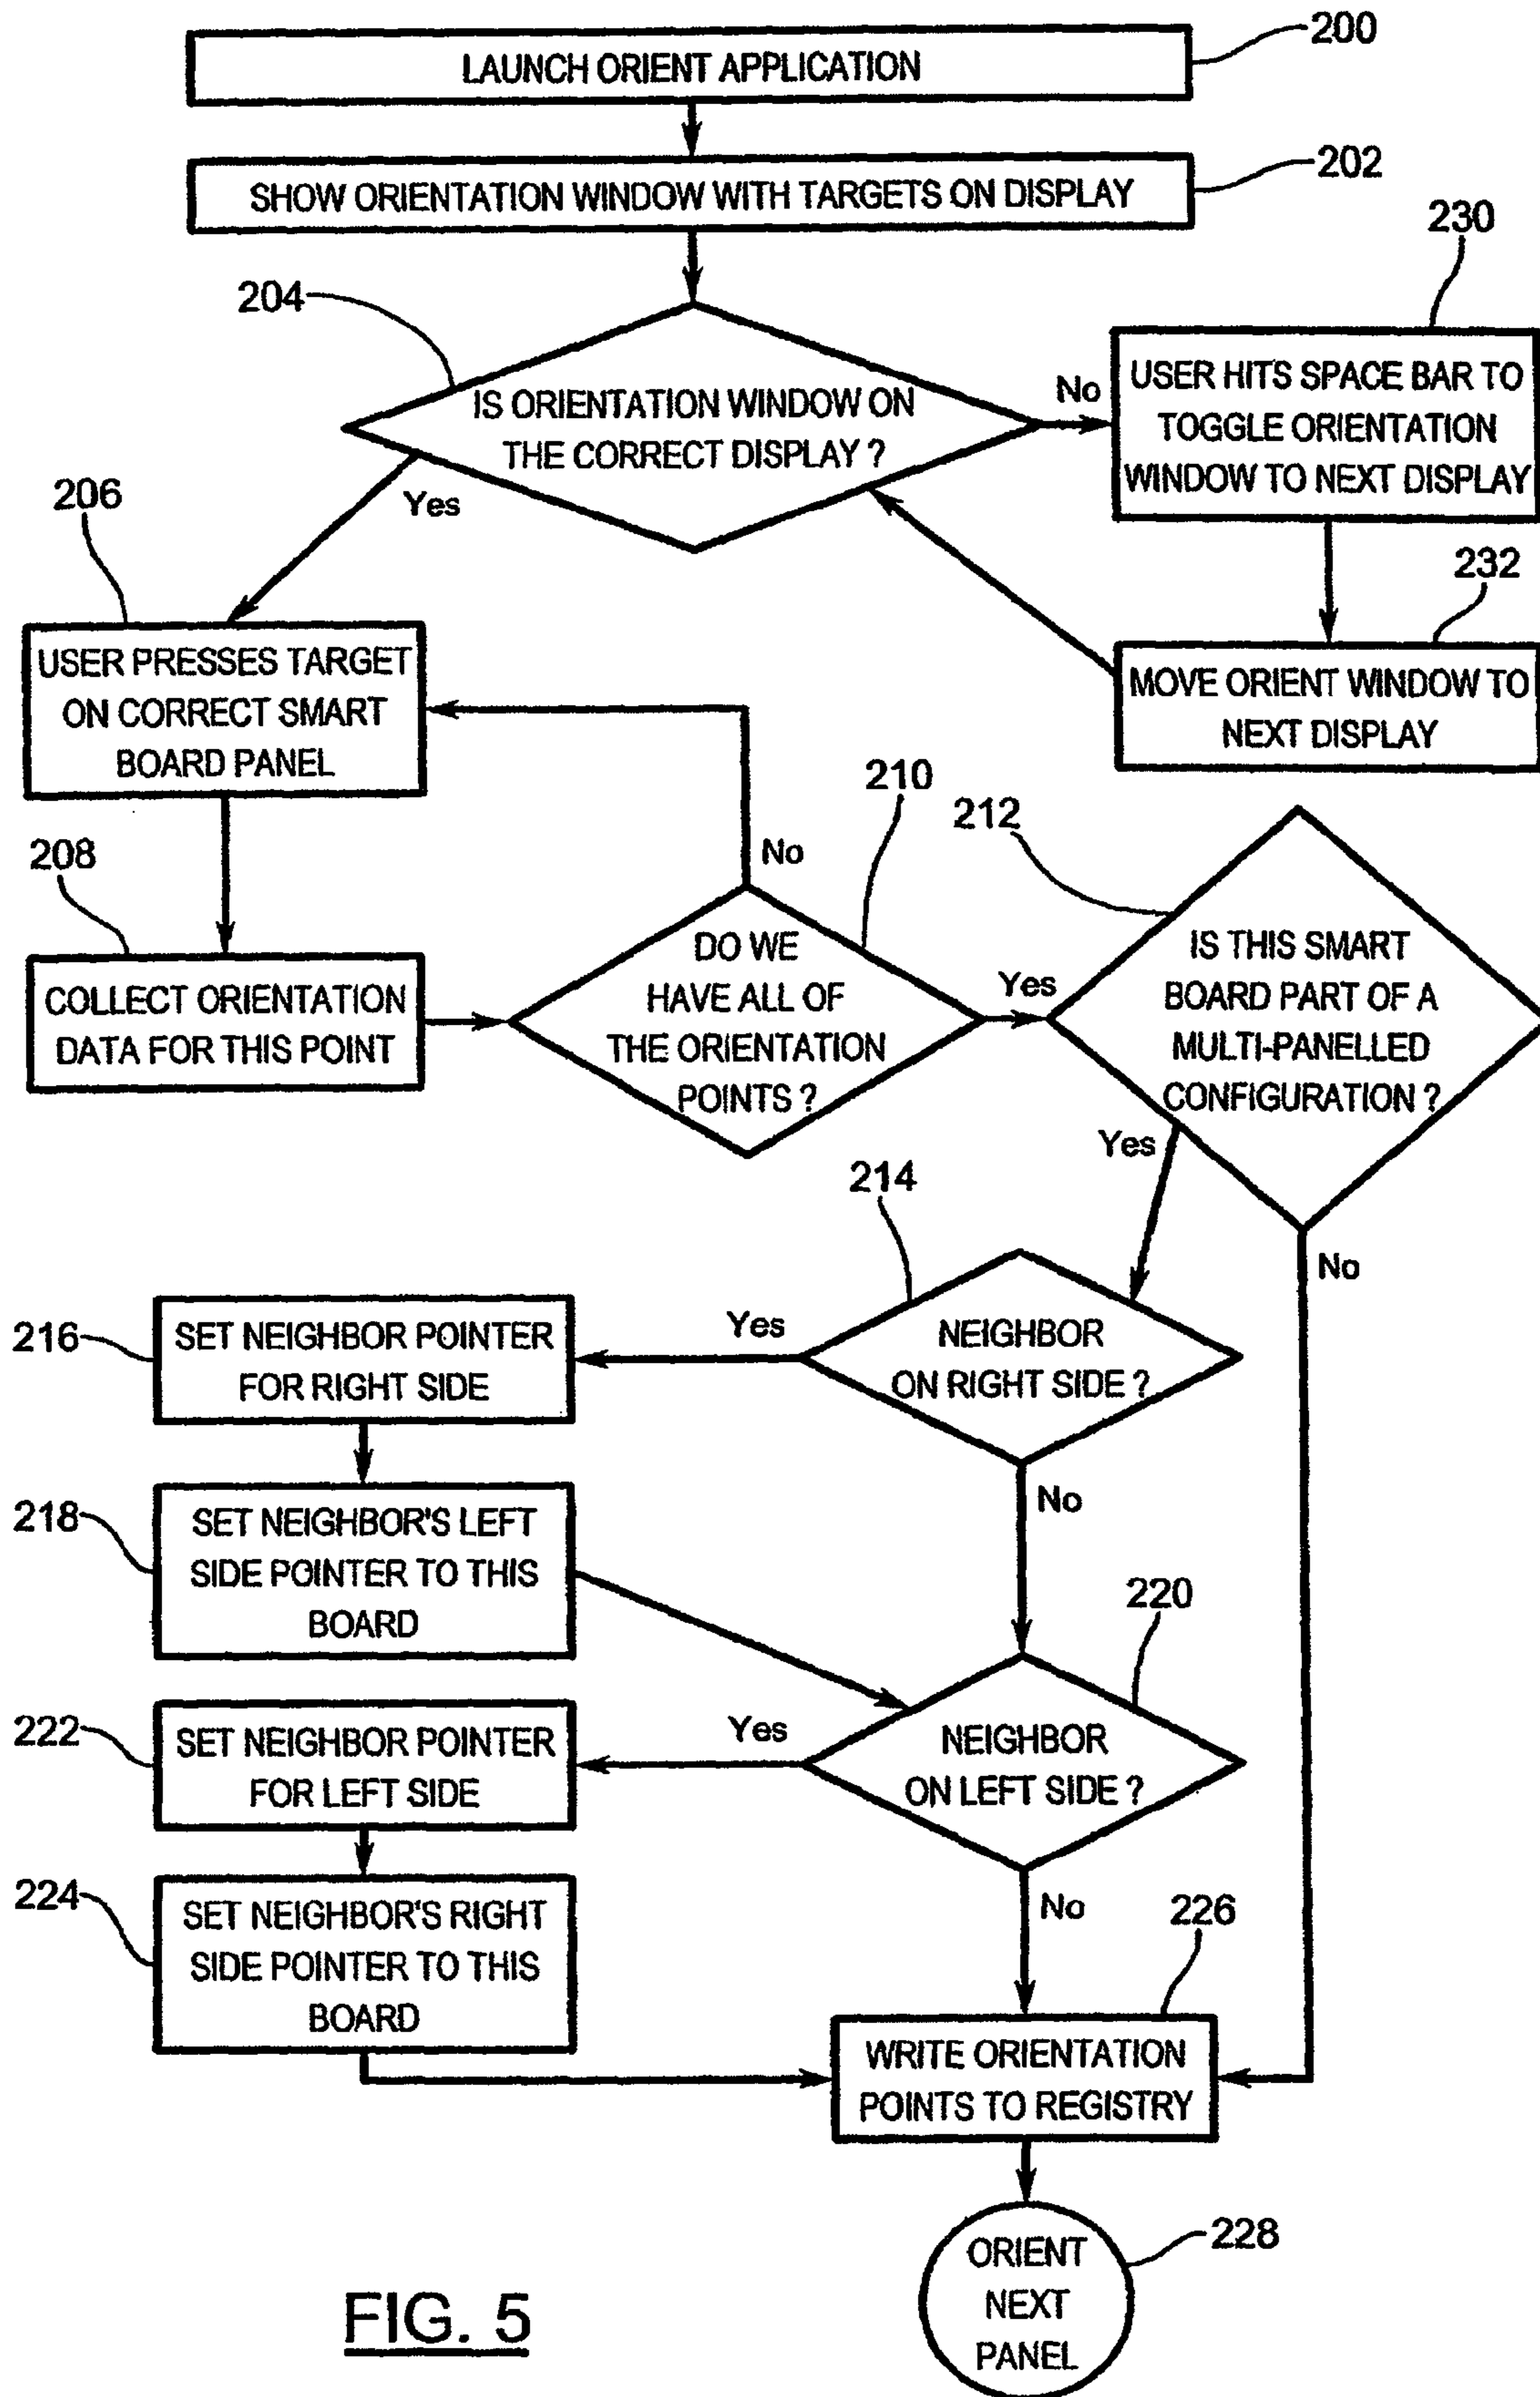 200
LAUNCH ORIENT APPLICATION
202
SHOW ORIENTATION WINDOW WITH TARGETS ON DISPLAY
230
204
USER HITS SPACE BAR TO
TOGGLE ORIENTATION
WINDOW TO NEXT DISPLAY
No
IS ORIENTATION WINDOW ON
THE CORRECT DISPLAY ?
Yes
206
232
USER PRESSES TARGET
ON CORRECT SMART
BOARD PANEL
MOVE ORIENT WINDOW TO
NEXT DISPLAY
210
212
208
No
COLLECT ORIENTATION
DATA FOR THIS POINT
DO WE
HAVE ALL OF
THE ORIENTATION
POINTS ?
Yes
IS THIS SMART
BOARD PART OF A
MULTI-PANELLED
CONFIGURATION ?
Yes
No
214
216
SET NEIGHBOR POINTER
FOR RIGHT SIDE
Yes
NEIGHBOR
ON RIGHT SIDE ?
No
218
SET NEIGHBOR'S LEFT
SIDE POINTER TO THIS
BOARD
220
222
SET NEIGHBOR POINTER
FOR LEFT SIDE
Yes
NEIGHBOR
ON LEFT SIDE ?
No
224
SET NEIGHBOR'S RIGHT
SIDE POINTER TO THIS
BOARD
226
WRITE ORIENTATION
POINTS TO REGISTRY
228
ORIENT
NEXT
PANEL
FIG. 5